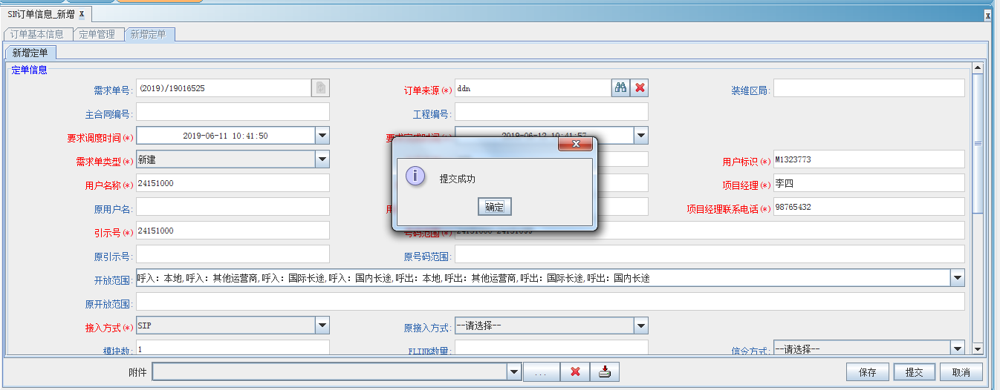 SN订单信息_新增 x
订单基本信息 定单管理 新增定单
新增定单
定单信息
需求单号: (2019)/19016525 订单来源(*) ddn 装维区局:
主合同编号: 工程编号:
要求调度时间(*) 2019-06-11 10:41:50 要求完成时间(*) 2019-06-12 10:41:57
需求单类型(*) 新建 用户标识(*) M1323773
用户名称(*) 24151000 项目经理(*) 李四
提交成功
确定
原用户名: 项目经理联系电话(*) 98765432
引示号(*) 24151000 号码范围(*) 24151000-24151099
原引示号: 原号码范围:
开放范围: 呼入: 本地,呼入: 其他运营商,呼入: 国际长途,呼入: 国内长途,呼出: 本地,呼出: 其他运营商,呼出: 国际长途,呼出: 国内长途
原开放范围:
接入方式(*) SIP 原接入方式: --请选择--
模块数: 1 FLINK数量: 信令方式: --请选择--
附件 ... 保存 提交 取消